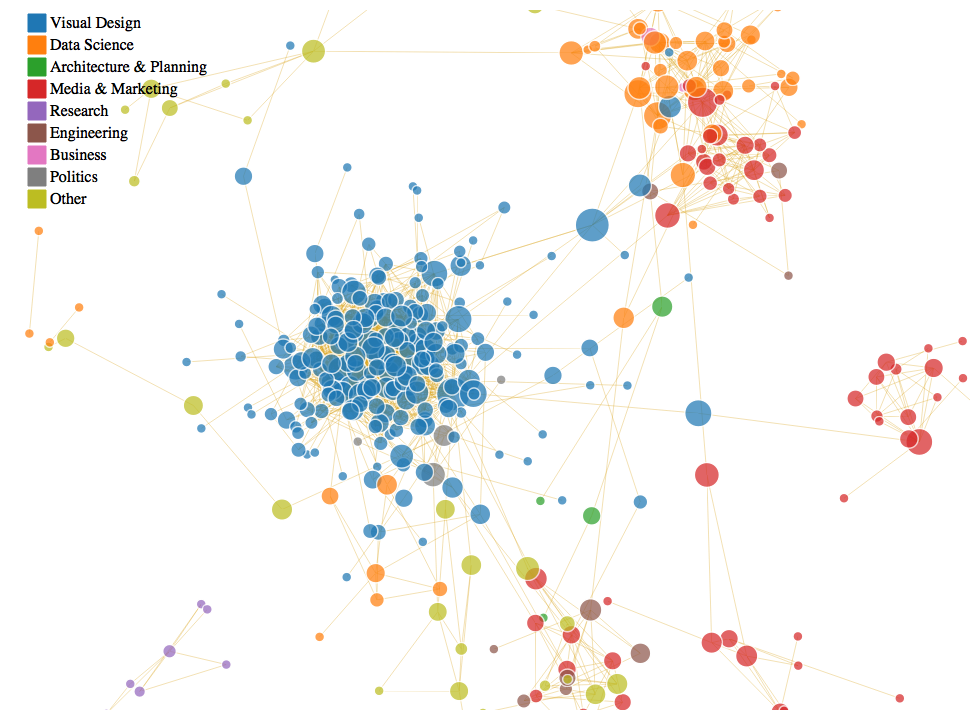 Visual Design
Data Science
Architecture & Planning
Media & Marketing
Research
Engineering
Business
Politics
Other